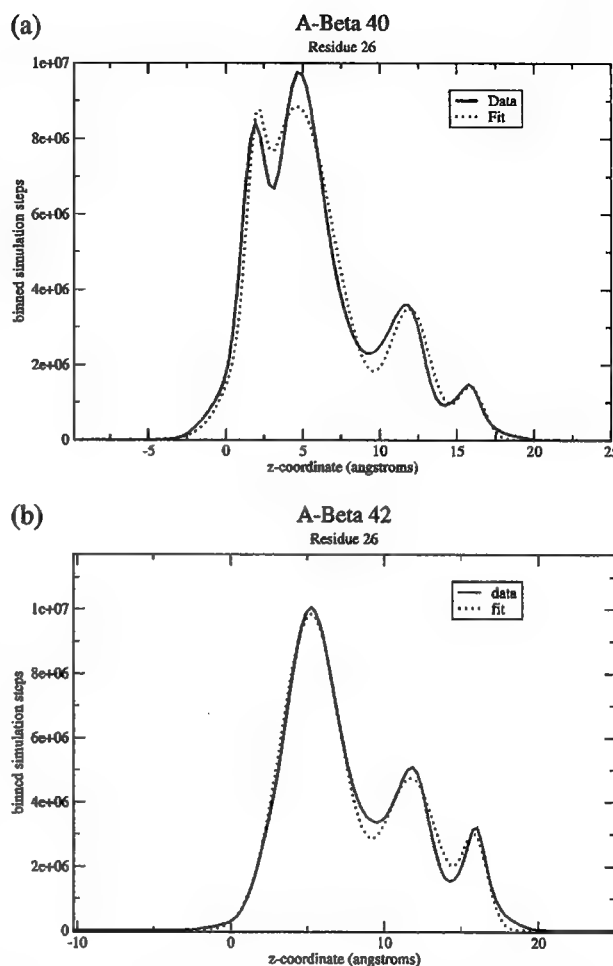 (a)
A-Beta 40
Residue 26
1e+07
8e+06
6e+06
4e+06
2e+06
0
binned simulation steps
Data
Fit
-5
0
5
10
15
20
25
z-coordinate (angstroms)
(b)
A-Beta 42
Residue 26
1e+07
8e+06
6e+06
4e+06
2e+06
0
binned simulation steps
data
fit
-10
0
10
20
z-coordinate (angstroms)